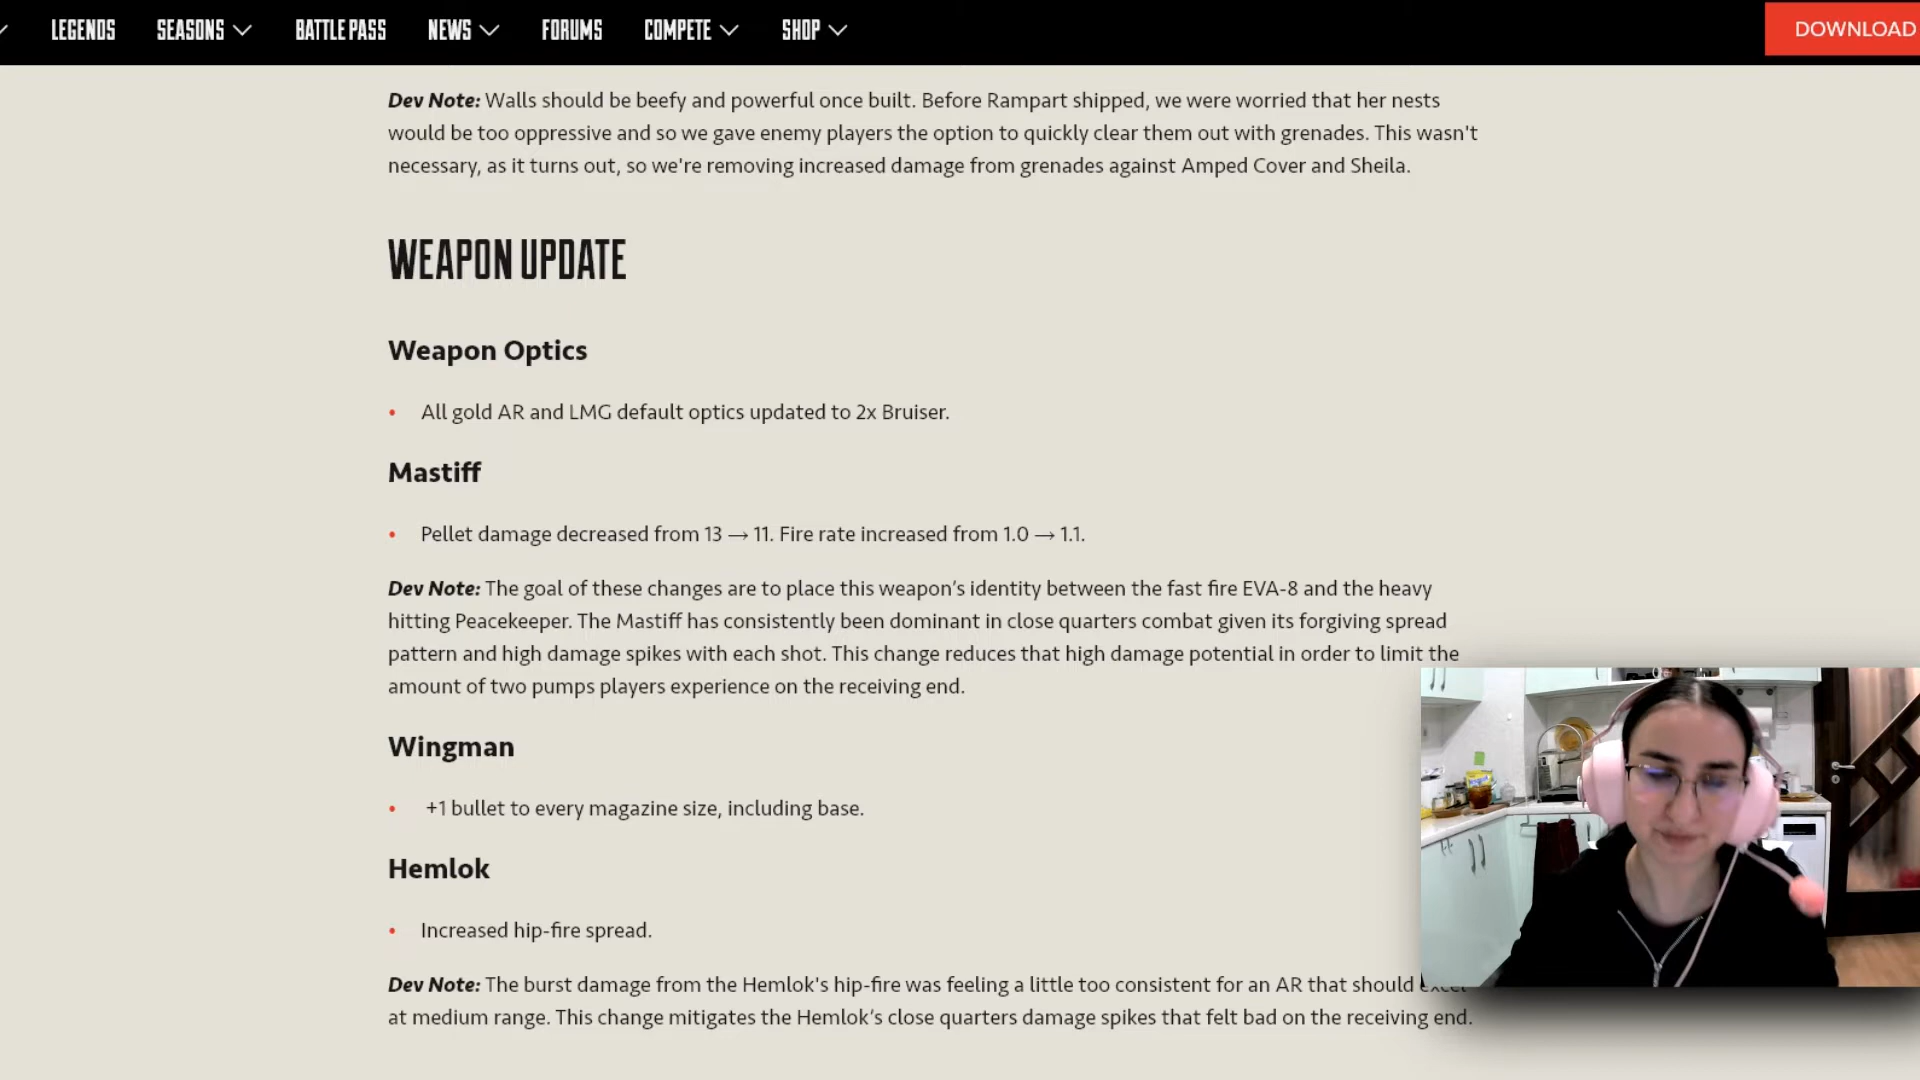 LEGENDS SEASONS BATTLE PASS NEWS FORUMS COMPETE SHOP DOWNLOAD
Dev Note: Walls should be beefy and powerful once built. Before Rampart shipped, we were worried that her nests
would be too oppressive and so we gave enemy players the option to quickly clear them out with grenades. This wasn't
necessary, as it turns out, so we're removing increased damage from grenades against Amped Cover and Sheila.
WEAPON UPDATE
Weapon Optics
• All gold AR and LMG default optics updated to 2x Bruiser.
Mastiff
• Pellet damage decreased from 13 → 11. Fire rate increased from 1.0 → 1.1.
Dev Note: The goal of these changes are to place this weapon’s identity between the fast fire EVA-8 and the heavy
hitting Peacekeeper. The Mastiff has consistently been dominant in close quarters combat given its forgiving spread
pattern and high damage spikes with each shot. This change reduces that high damage potential in order to limit the
amount of two pumps players experience on the receiving end.
Wingman
• +1 bullet to every magazine size, including base.
Hemlok
• Increased hip-fire spread.
Dev Note: The burst damage from the Hemlok's hip-fire was feeling a little too consistent for an AR that should excel
at medium range. This change mitigates the Hemlok’s close quarters damage spikes that felt bad on the receiving end.